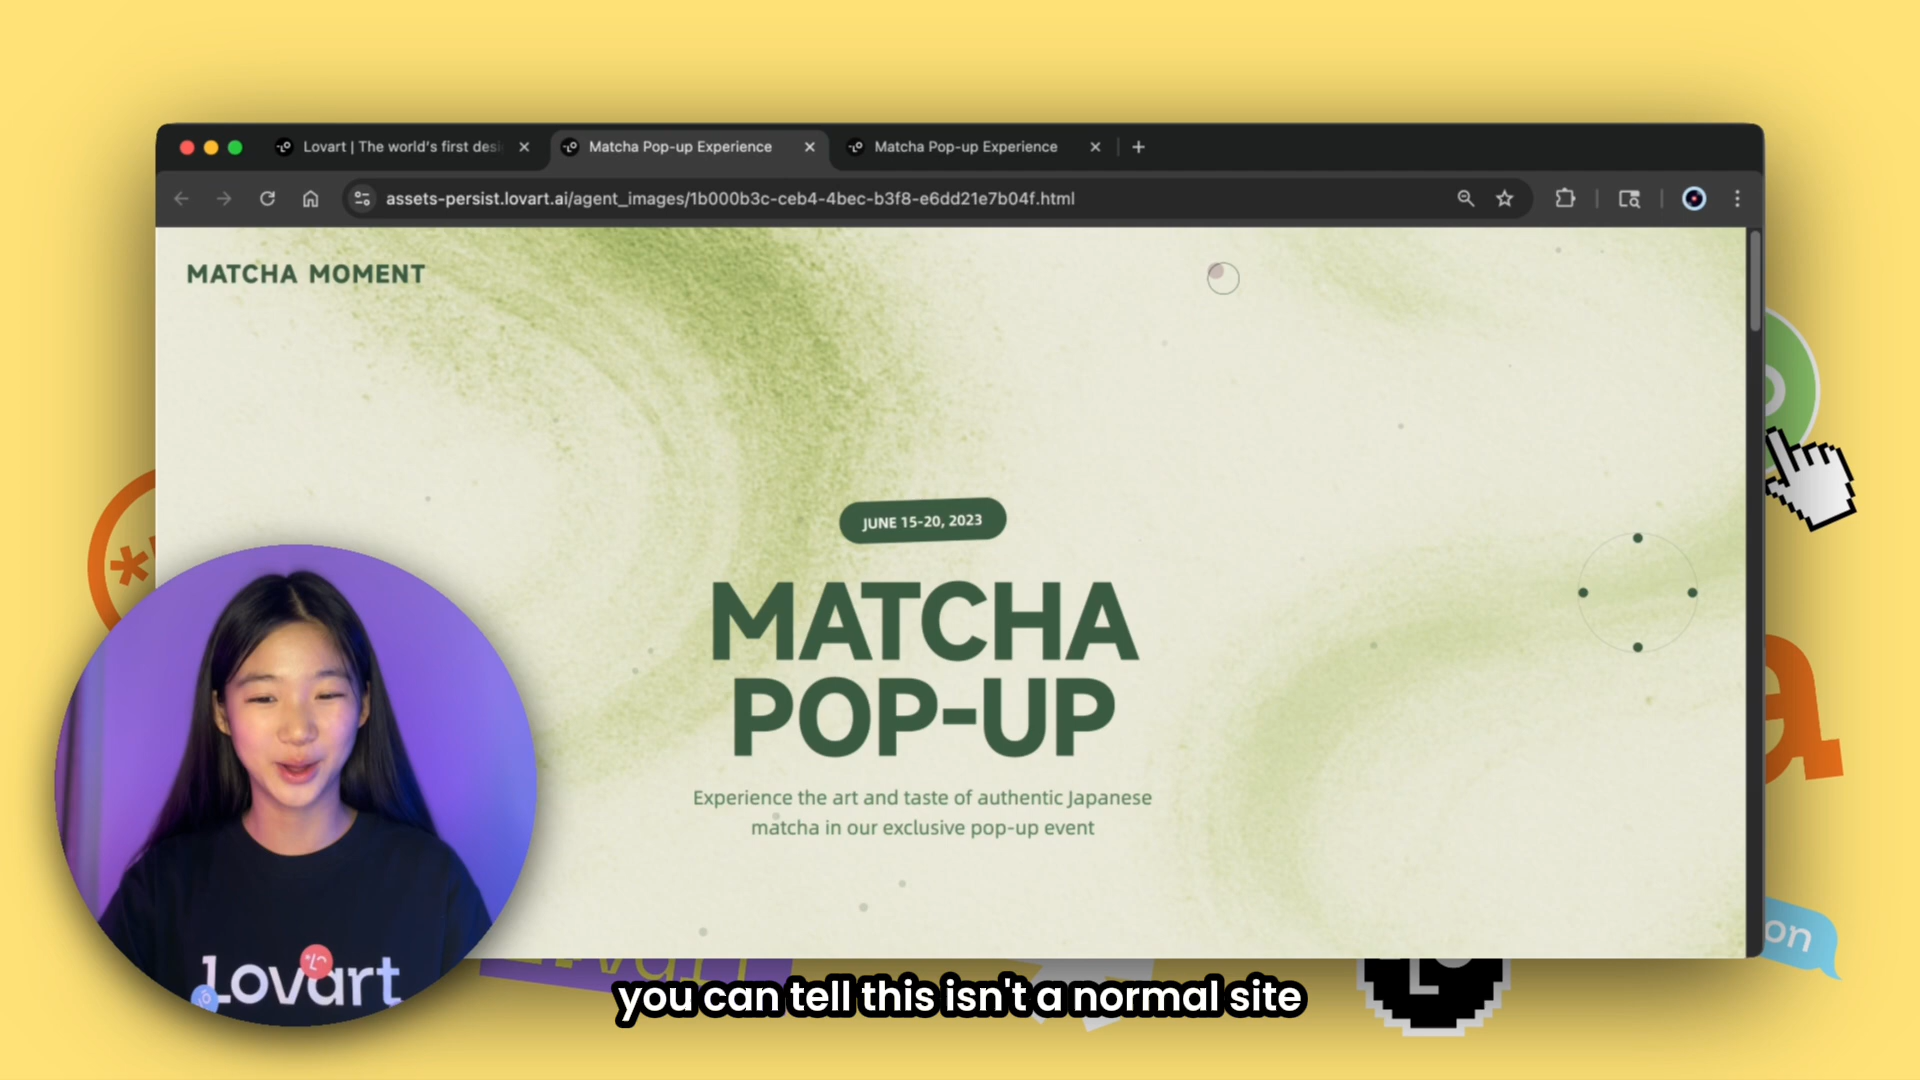 Lovart | The world's first desi
Matcha Pop-up Experience
Matcha Pop-up Experience
assets-persist.lovart.ai/agent_images/1b000b3c-ceb4-4bec-b3f8-e6dd21e7b04f.html
MATCHA MOMENT
JUNE 15-20, 2023
MATCHA
POP-UP
Experience the art and taste of authentic Japanese
matcha in our exclusive pop-up event
Lovart
on
you can tell this isn't a normal site